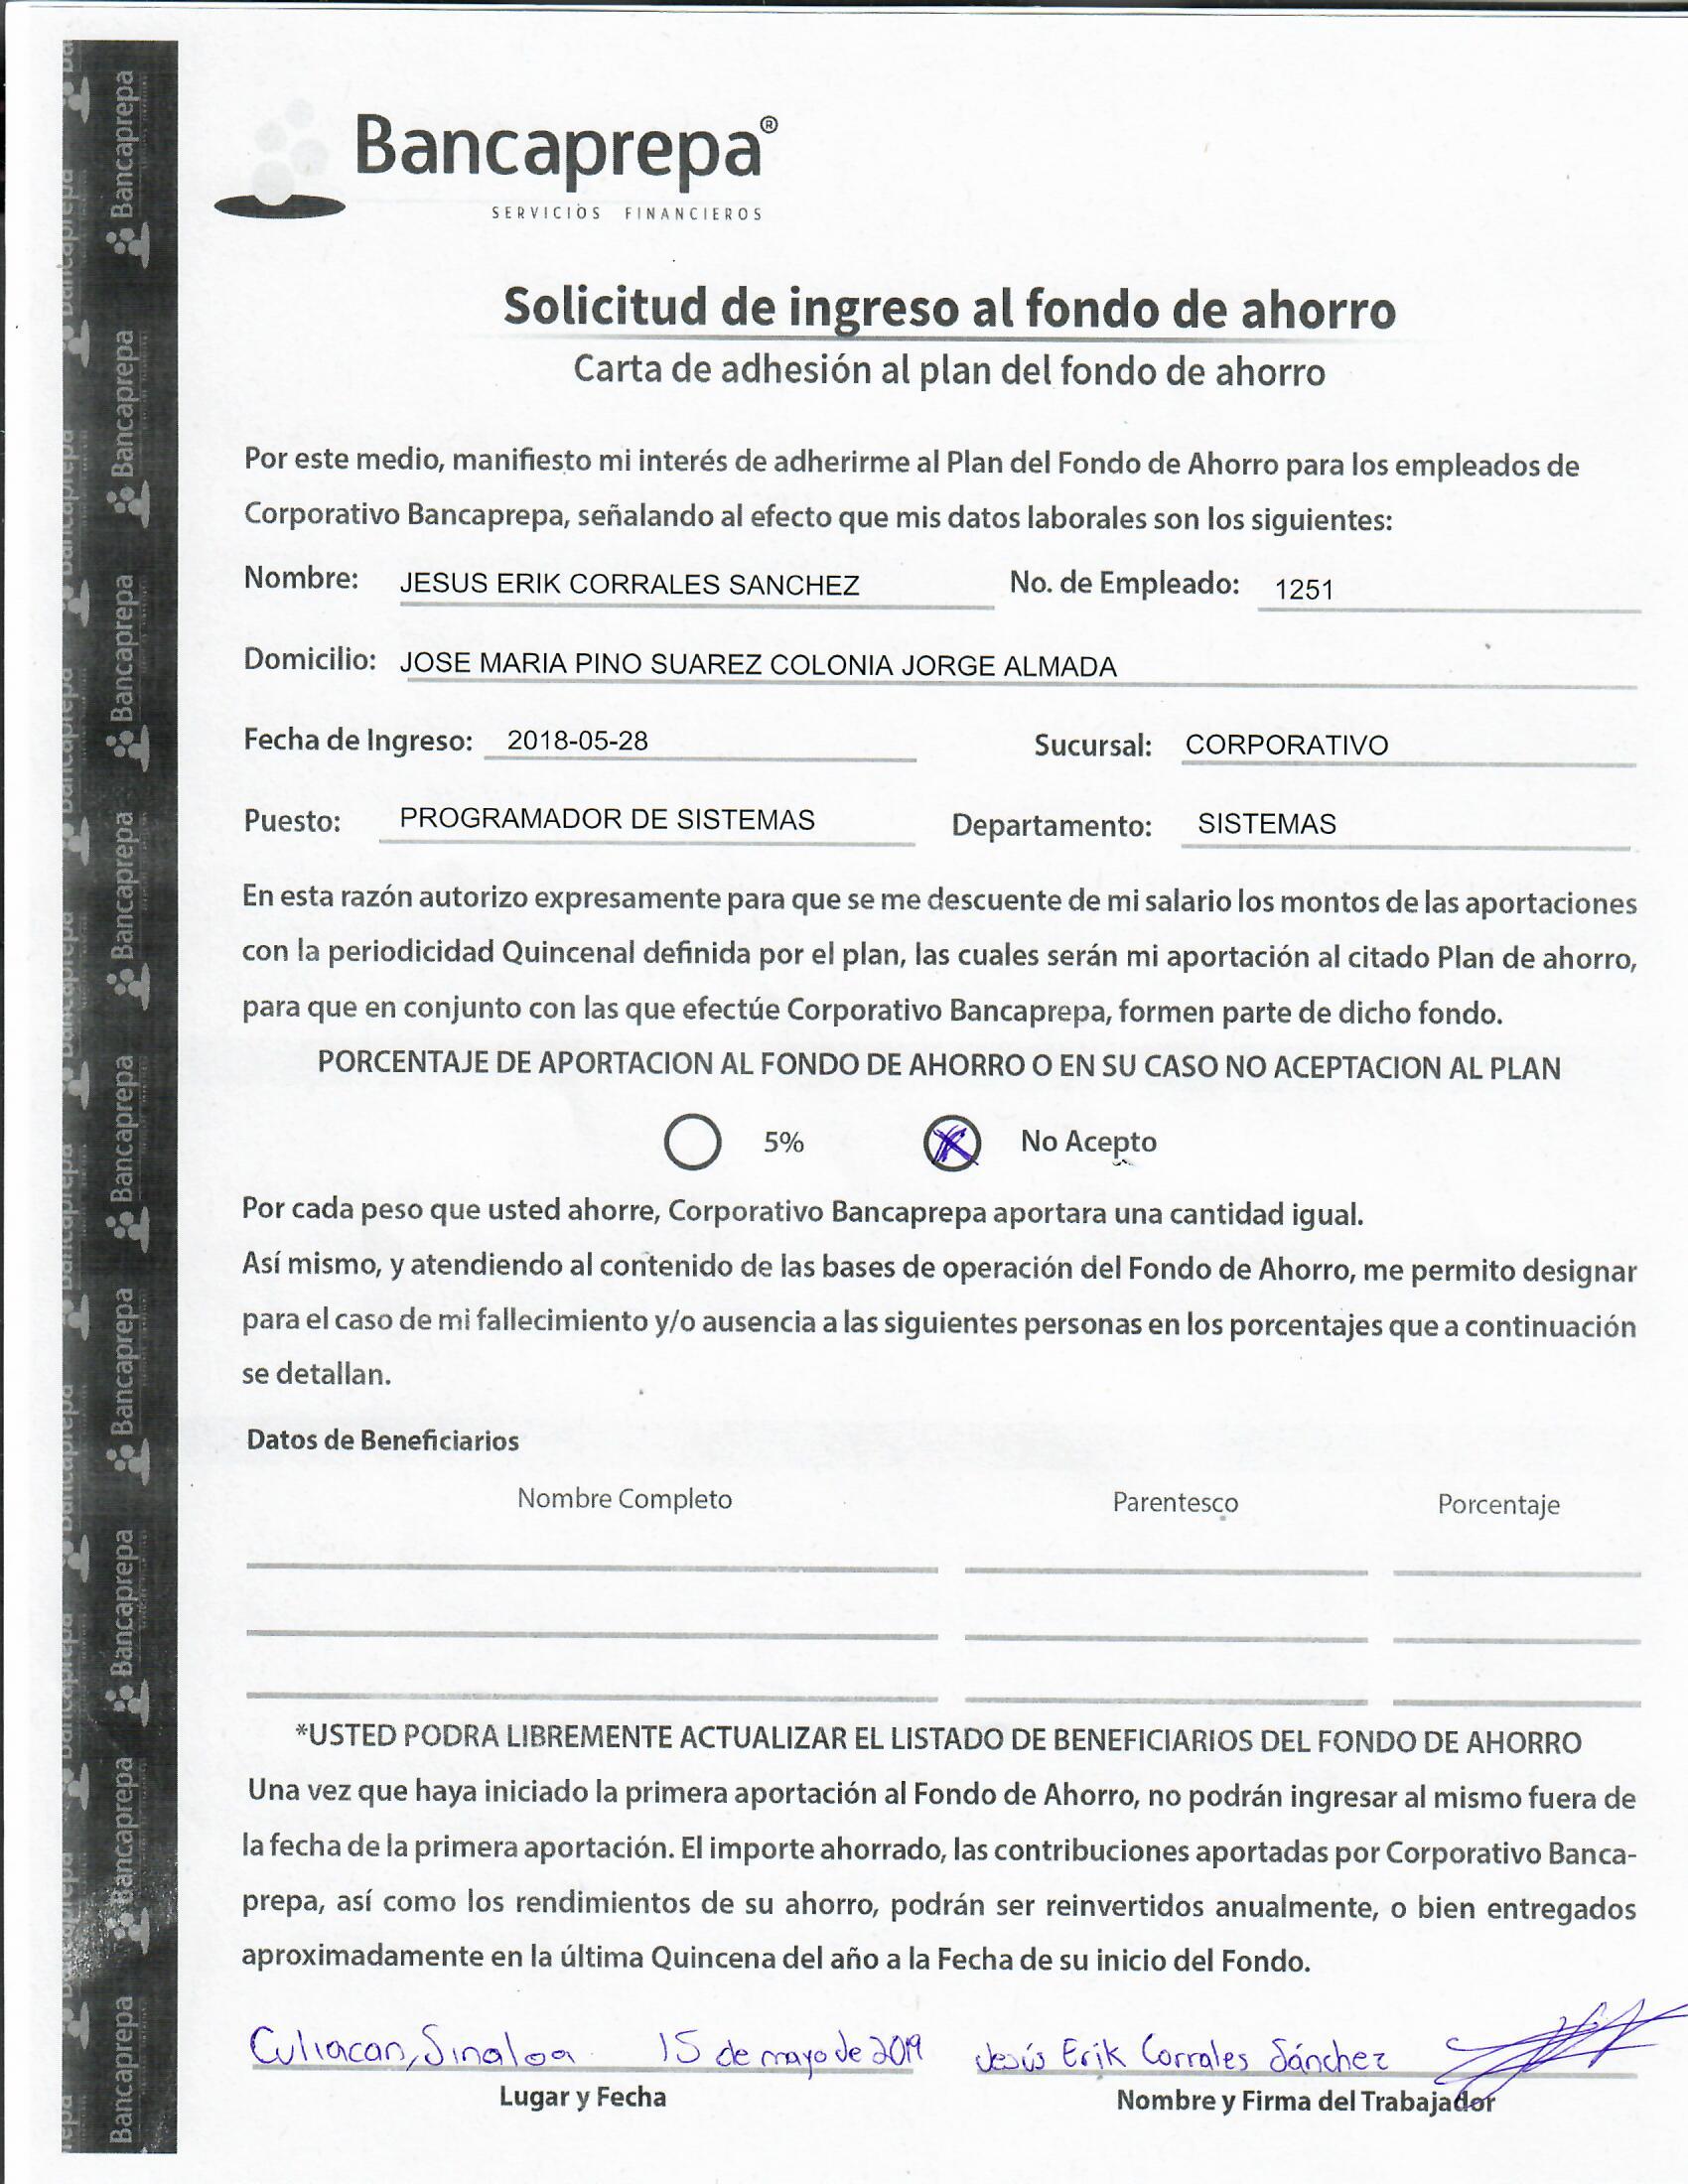 Bancaprepa®
SERVICIOS FINANCIEROS
Solicitud de ingreso al fondo de ahorro
Carta de adhesión al plan del fondo de ahorro
Por este medio, manifiesto mi interés de adherirme al Plan del Fondo de Ahorro para los empleados de
Corporativo Bancaprepa, señalando al efecto que mis datos laborales son los siguientes:
Nombre: JESUS ERIK CORRALES SANCHEZ No. de Empleado: 1251
Domicilio: JOSE MARIA PINO SUAREZ COLONIA JORGE ALMADA
Fecha de Ingreso: 2018-05-28 Sucursal: CORPORATIVO
Puesto: PROGRAMADOR DE SISTEMAS Departamento: SISTEMAS
En esta razón autorizo expresamente para que se me descuente de mi salario los montos de las aportaciones
con la periodicidad Quincenal definida por el plan, las cuales serán mi aportación al citado Plan de ahorro,
para que en conjunto con las que efectúe Corporativo Bancaprepa, formen parte de dicho fondo.
PORCENTAJE DE APORTACION AL FONDO DE AHORRO O EN SU CASO NO ACEPTACION AL PLAN
5% No Acepto
Por cada peso que usted ahorre, Corporativo Bancaprepa aportara una cantidad igual.
Así mismo, y atendiendo al contenido de las bases de operación del Fondo de Ahorro, me permito designar
para el caso de mi fallecimiento y/o ausencia a las siguientes personas en los porcentajes que a continuación
se detallan.
Datos de Beneficiarios
Nombre Completo Parentesco Porcentaje
*USTED PODRA LIBREMENTE ACTUALIZAR EL LISTADO DE BENEFICIARIOS DEL FONDO DE AHORRO
Una vez que haya iniciado la primera aportación al Fondo de Ahorro, no podrán ingresar al mismo fuera de
la fecha de la primera aportación. El importe ahorrado, las contribuciones aportadas por Corporativo Banca-
prepa, así como los rendimientos de su ahorro, podrán ser reinvertidos anualmente, o bien entregados
aproximadamente en la última Quincena del año a la Fecha de su inicio del Fondo.
Culiacan, Sinaloa 15 de mayo de 2019 Jesús Erik Corrales Sánchez
Lugar y Fecha Nombre y Firma del Trabajador
Bancaprepa
Bancaprepa
Bancaprepa
Bancaprepa
Bancaprepa
Bancaprepa
Bancaprepa
Bancaprepa
Bancaprepa